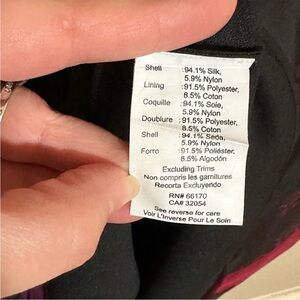 Shell :94.1% Silk,
5.9% Nylon
Lining :91.5% Polyester,
8.5% Coton
Coquille :94.1% Soie,
5.9% Nylon
Doublure :91.5% Polyester,
8.5% Coton
Shell :94.1% Seda,
5.9% Nylon
Forro :91.5% Poliéster,
8.5% Algodón
Excluding Trims
Non compris les garnitures
Recorta Excluyendo
RN# 66170
CA# 32054
See reverse for care
Voir L'Inverse Pour Le Soin